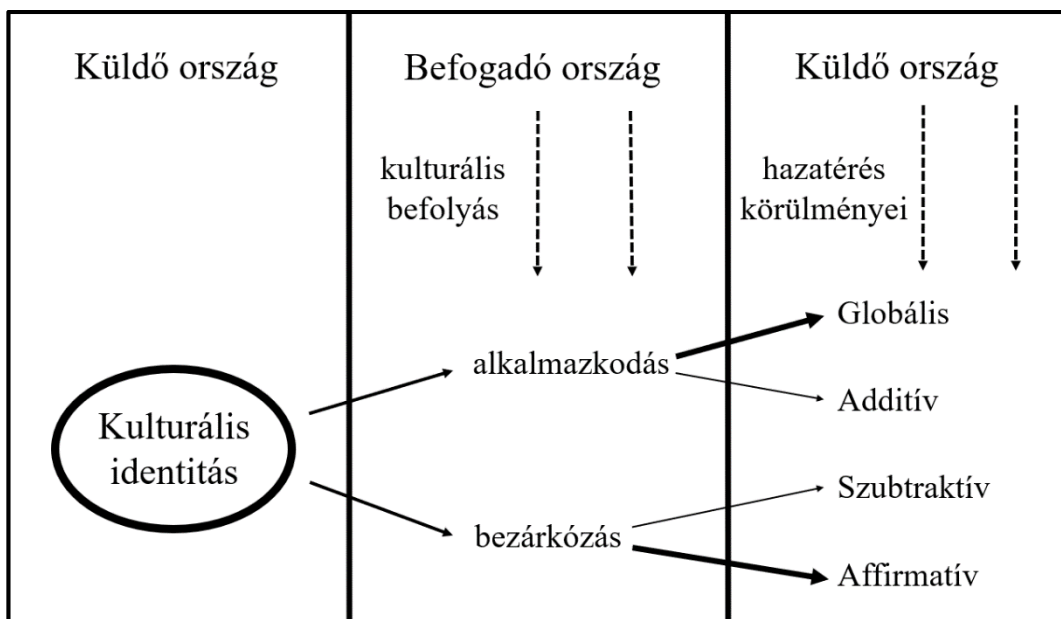 Küldő ország
Befogadó ország
Küldő ország
kulturális
befolyás
hazatérés
körülményei
Kulturális
identitás
alkalmazkodás
bezárkózás
Globális
Additív
Szubtraktív
Affirmatív